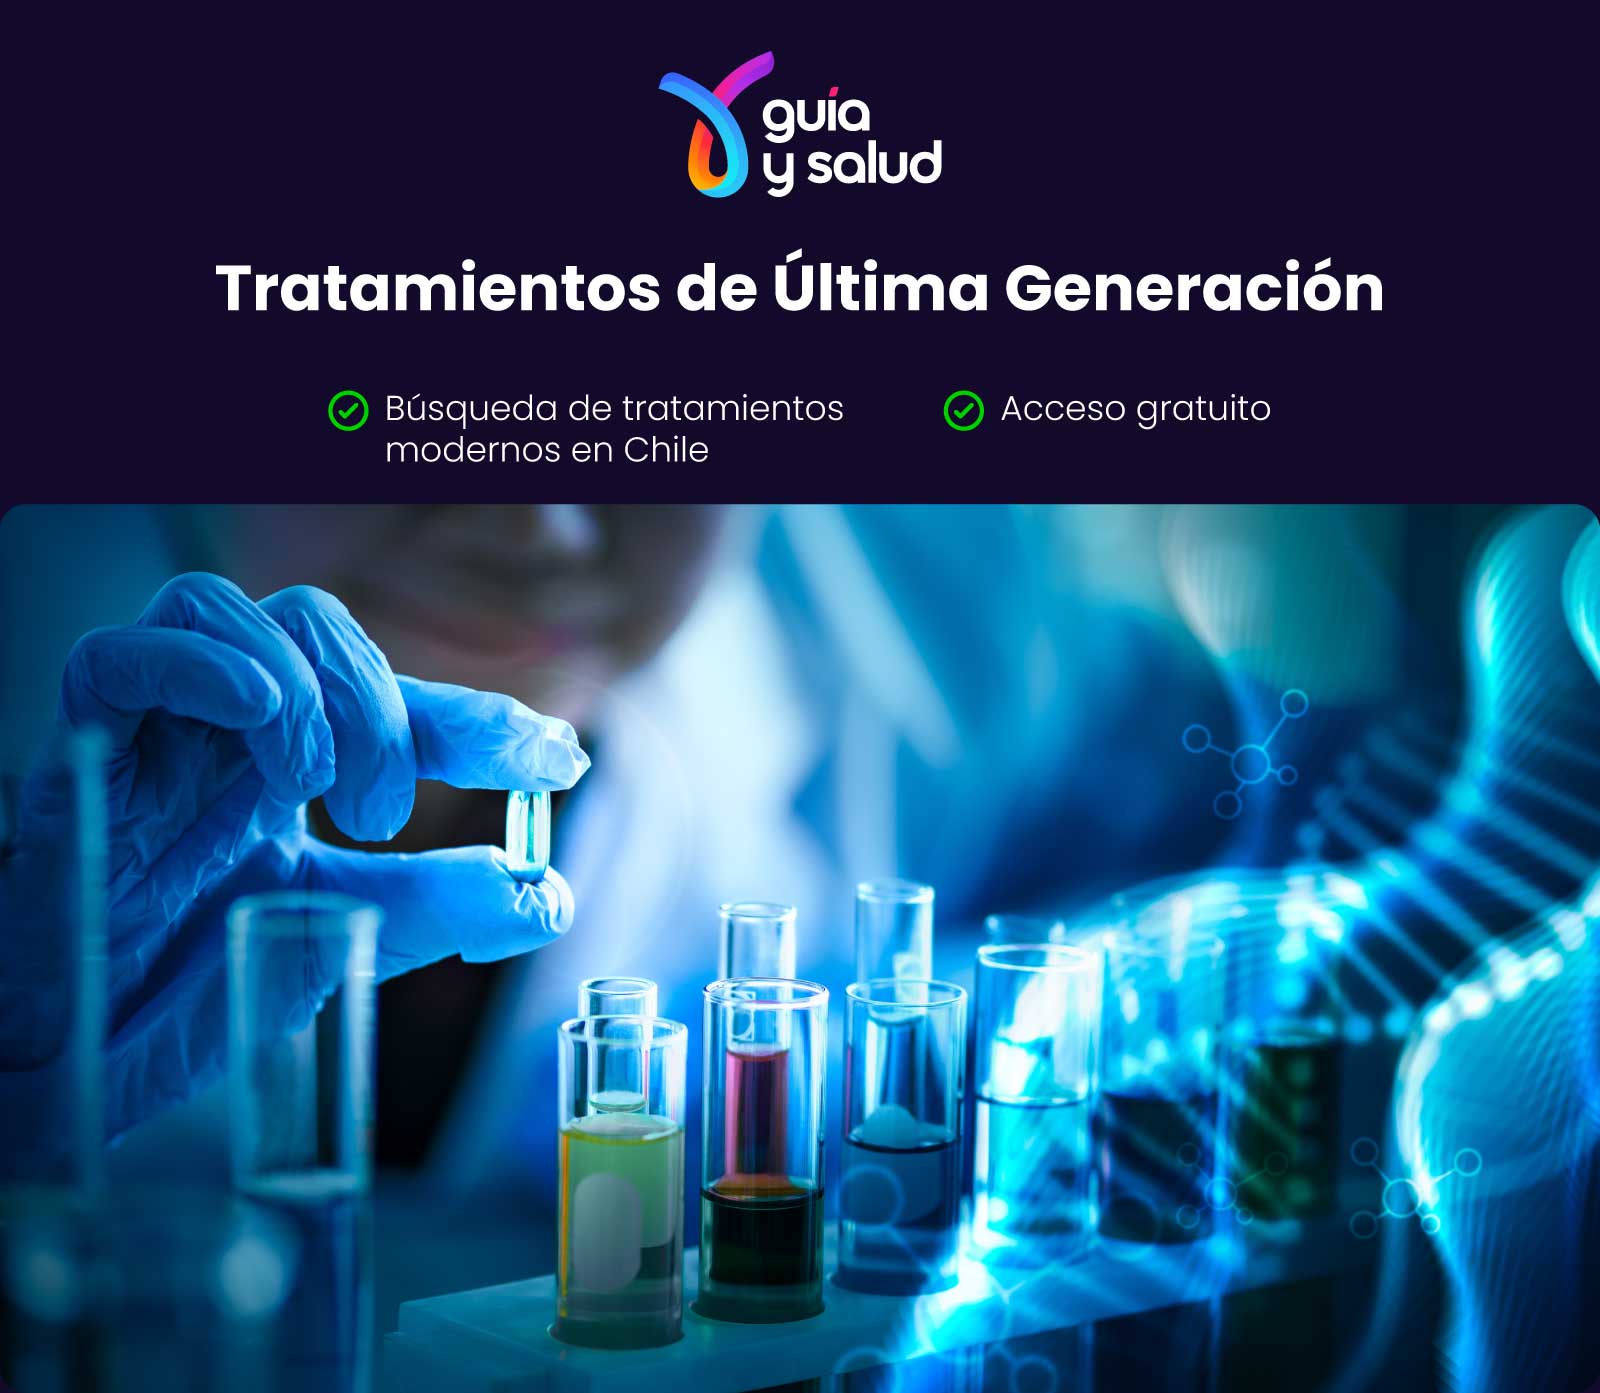 guía
y salud
Tratamientos de Última Generación
Búsqueda de tratamientos
modernos en Chile
Acceso gratuito